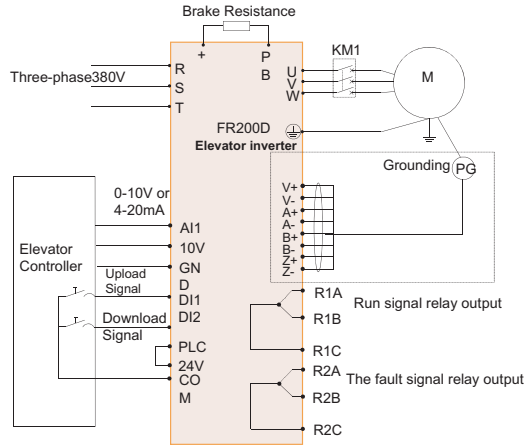 Brake Resistance
+
P
B
KM1
R
S
T
Three-phase380V
U
V
W
M
FR200D
Elevator inverter
Grounding
PG
0-10V or
4-20mA
V+
V-
A+
A-
B+
B-
Z+
Z-
Elevator
Controller
AI1
10V
GN
D
Upload
Signal
DI1
Download
Signal
DI2
PLC
24V
CO
M
R1A
R1B
R1C
Run signal relay output
R2A
R2B
R2C
The fault signal relay output